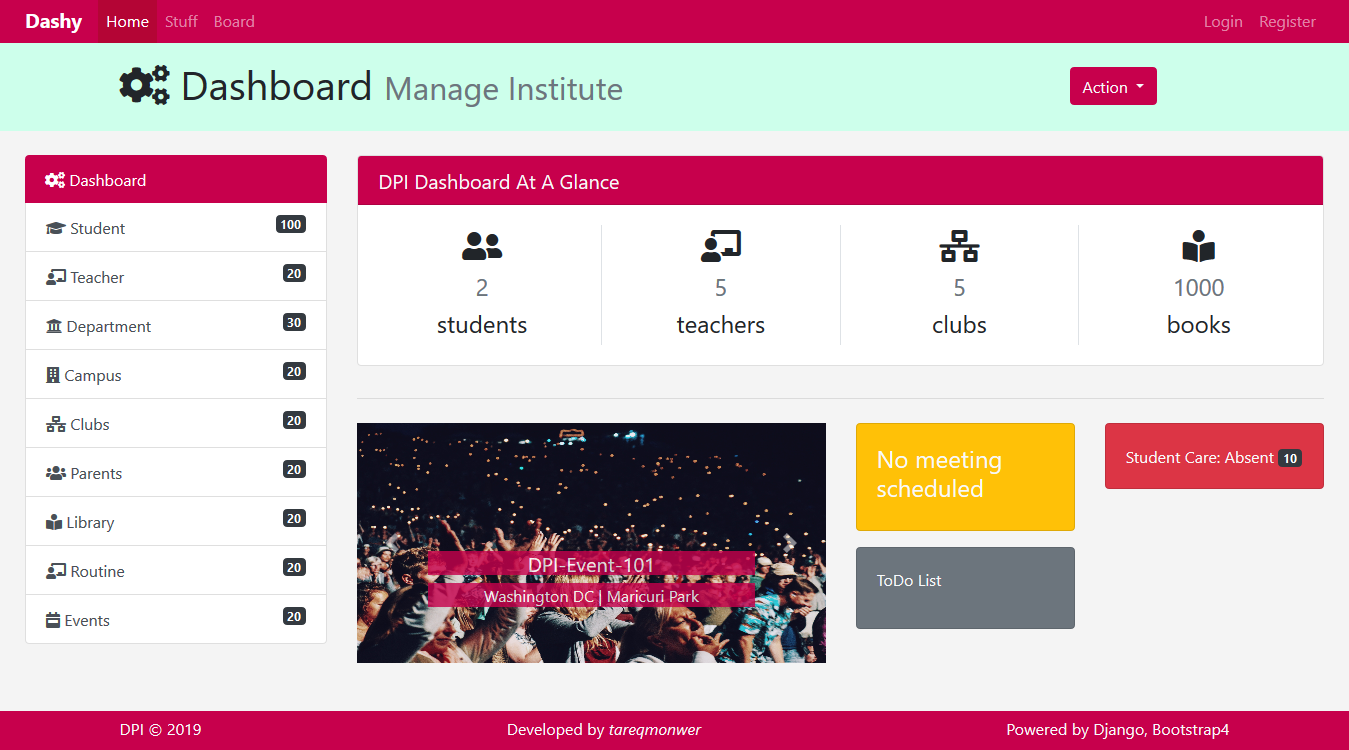 Dashy Home Stuff Board Login Register
Dashboard Manage Institute
Action
Dashboard
Student 100
Teacher 20
Department 30
Campus 20
Clubs 20
Parents 20
Library 20
Routine 20
Events 20
DPI Dashboard At A Glance
2 5 5 1000
students teachers clubs books
DPI-Event-101
Washington DC | Maricuri Park
No meeting
scheduled
ToDo List
Student Care: Absent 10
DPI © 2019 Developed by tareqmonwer Powered by Django, Bootstrap4